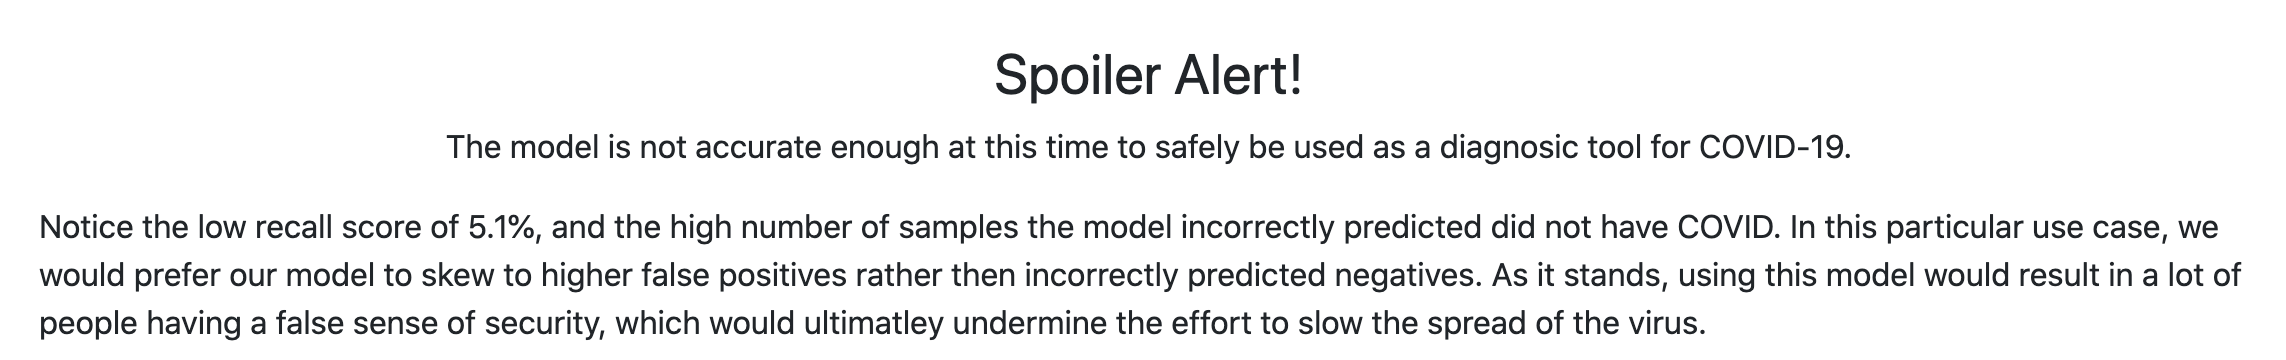 Spoiler Alert!
The model is not accurate enough at this time to safely be used as a diagnosic tool for COVID-19.
Notice the low recall score of 5.1%, and the high number of samples the model incorrectly predicted did not have COVID. In this particular use case, we
would prefer our model to skew to higher false positives rather then incorrectly predicted negatives. As it stands, using this model would result in a lot of
people having a false sense of security, which would ultimatley undermine the effort to slow the spread of the virus.